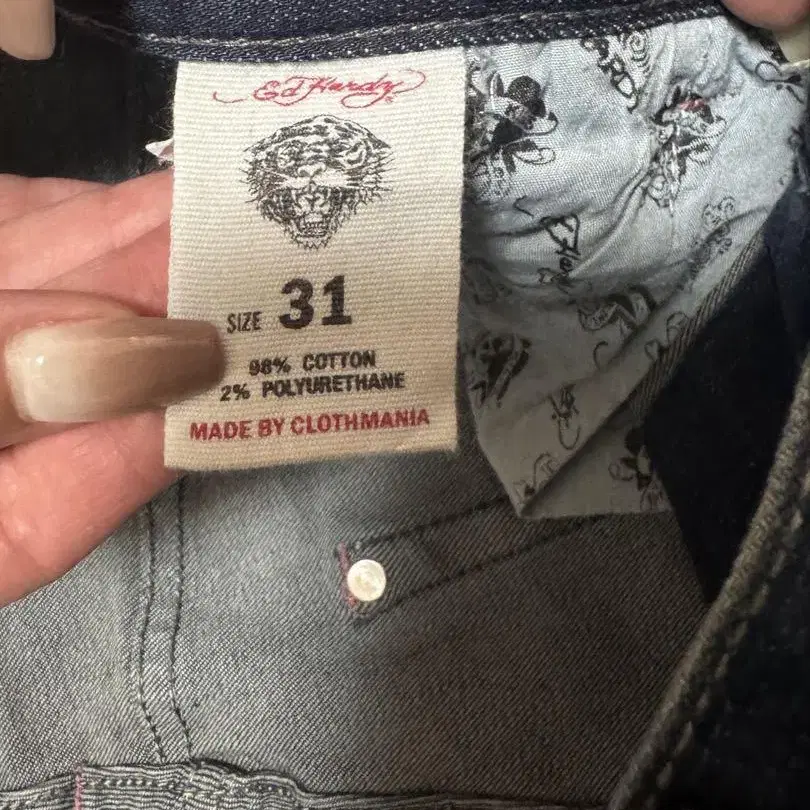 Ed Hardy
SIZE 31
98% COTTON
2% POLYURETHANE
MADE BY CLOTHMANIA